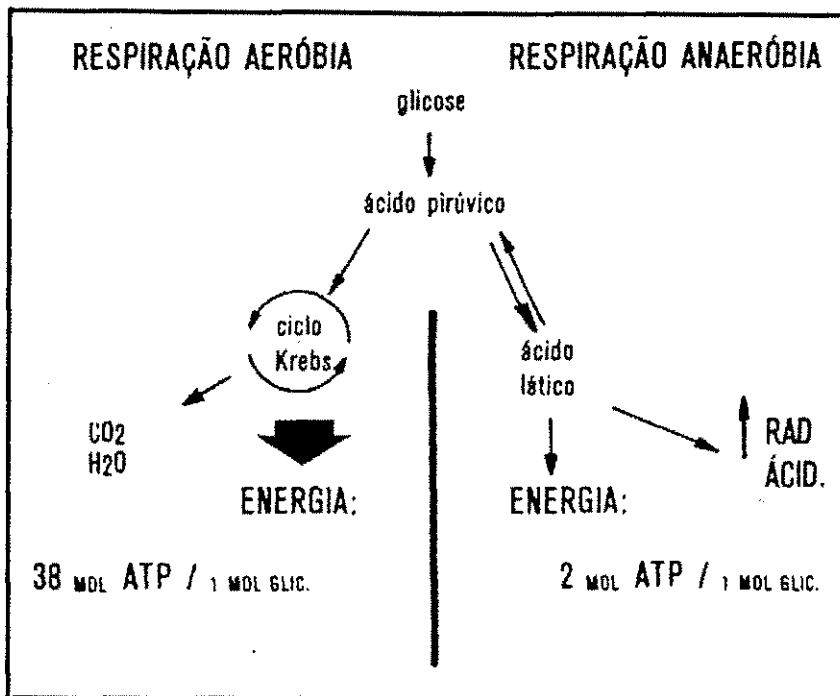 RESPIRAÇÃO AERÓBIA
RESPIRAÇÃO ANAERÓBIA
glicose
ácido pirúvico
ciclo
Krebs
ácido
lático
CO2
H2O
RAD
ÁCID.
ENERGIA:
ENERGIA:
38 MOL ATP / 1 MOL GLIC.
2 MOL ATP / 1 MOL GLIC.